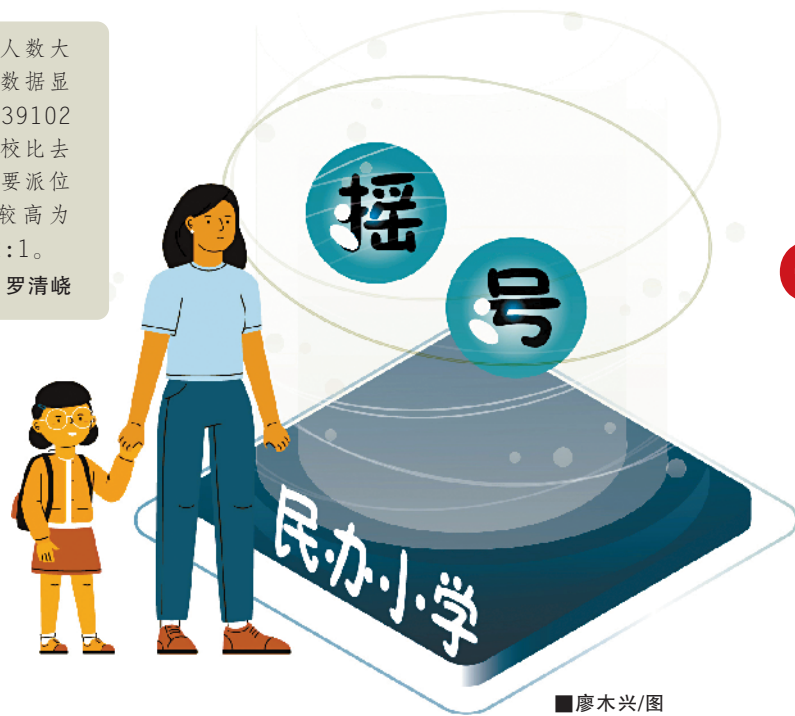 人数大
数据显
39102
校比去
要派位
较高为
:1。
罗清峣
摇
号
民办小学
■廖木兴/图